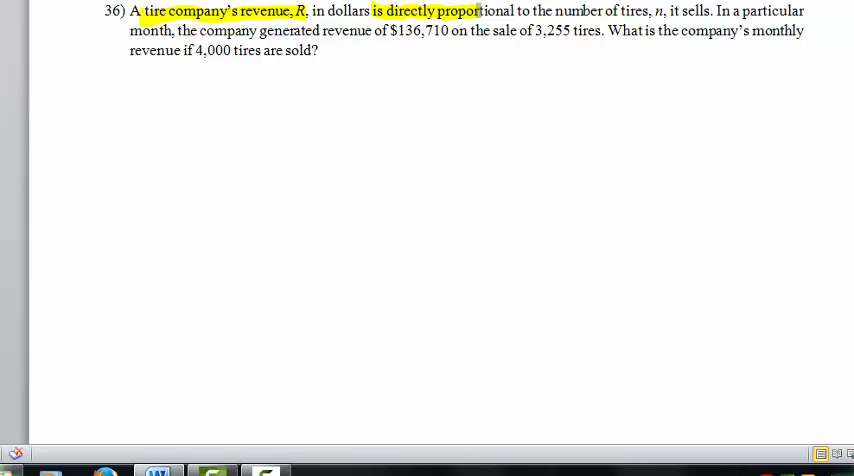 36) A tire company's revenue, R, in dollars is directly proportional to the number of tires, n, it sells. In a particular
month, the company generated revenue of $136,710 on the sale of 3,255 tires. What is the company's monthly
revenue if 4,000 tires are sold?